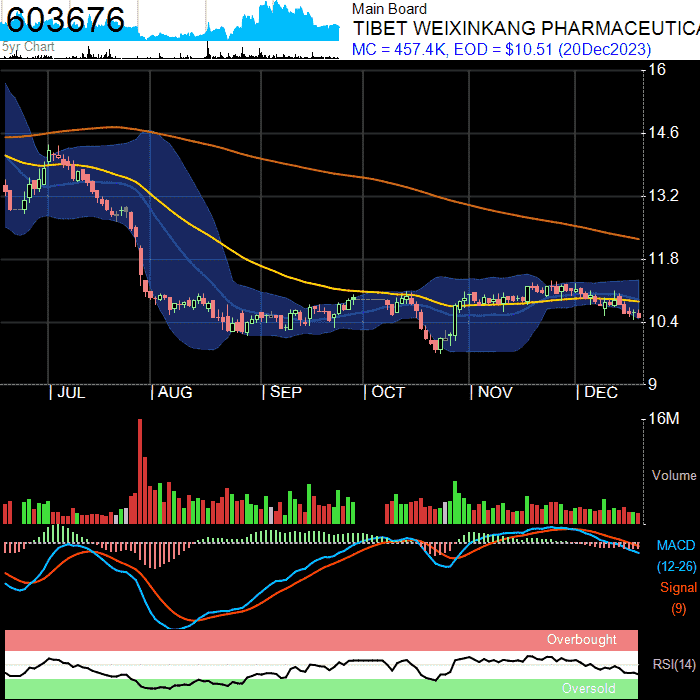 603676
5yr Chart
Main Board
TIBET WEIXINKANG PHARMACEUTICA
MC = 457.4K, EOD = $10.51 (20Dec2023)
16
14.6
13.2
11.8
10.4
9
JUL
AUG
SEP
OCT
NOV
DEC
16M
Volume
MACD
(12-26)
Signal
(9)
Overbought
RSI(14)
Oversold